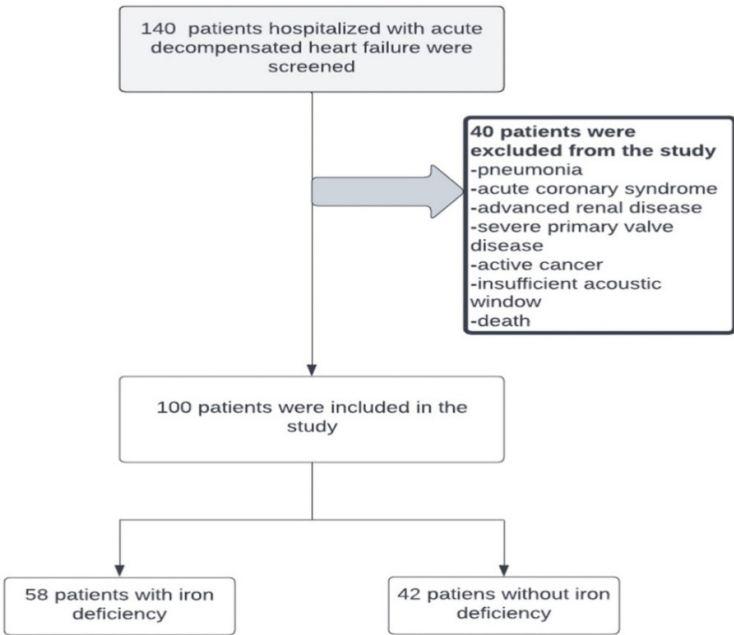 140 patients hospitalized with acute
decompensated heart failure were
screened
40 patients were
excluded from the study
-pneumonia
-acute coronary syndrome
-advanced renal disease
-severe primary valve
disease
-active cancer
-insufficient acoustic
window
-death
100 patients were included in the
study
58 patients with iron
deficiency
42 patiens without iron
deficiency